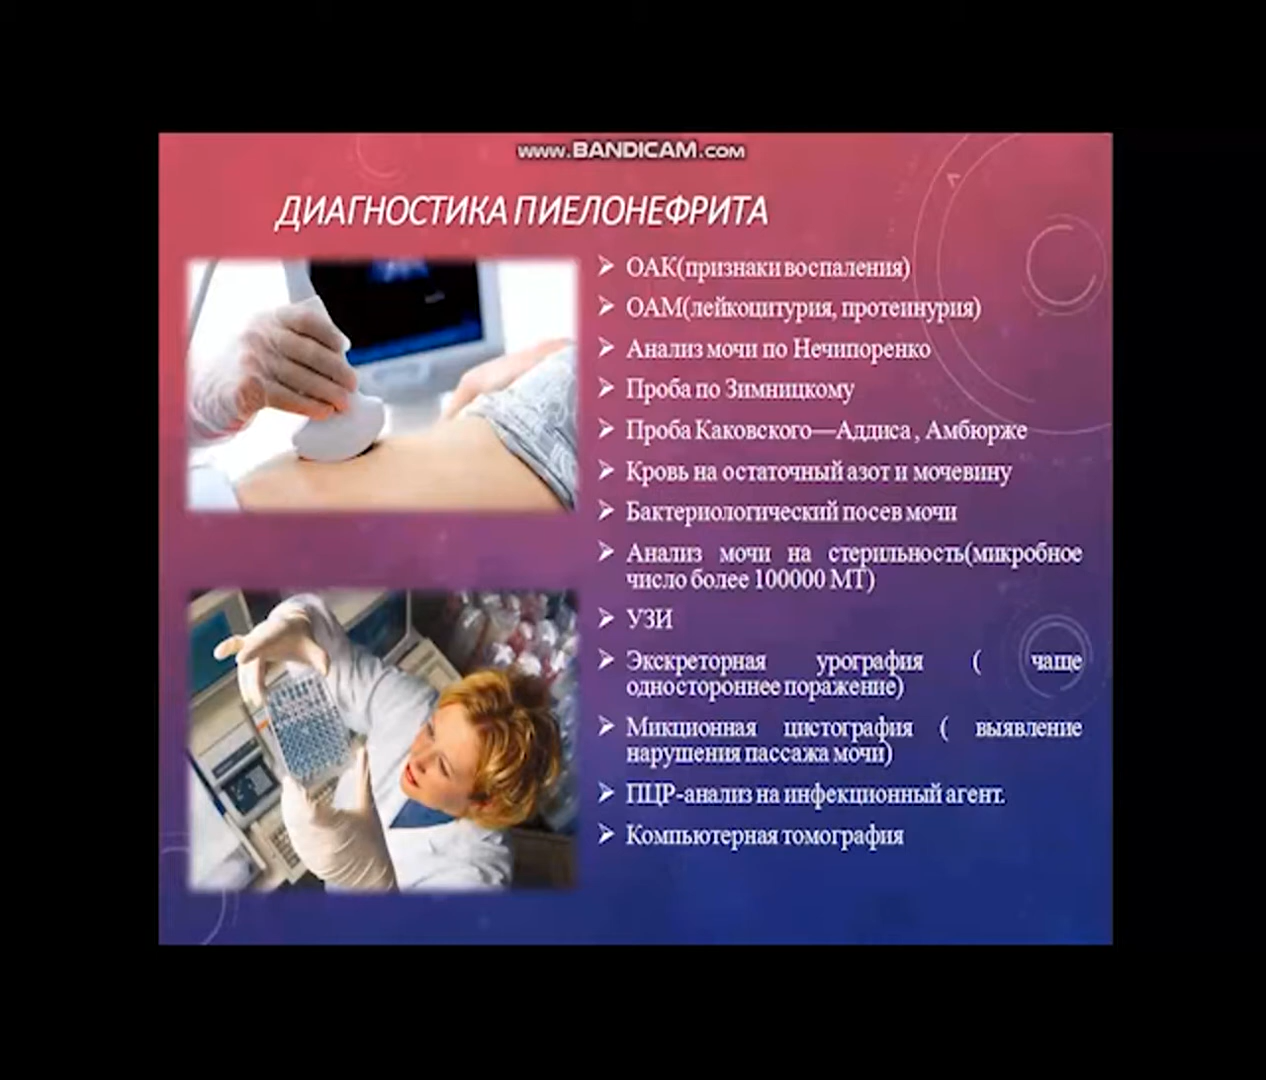 www.BANDICAM.com
ДИАГНОСТИКА ПИЕЛОНЕФРИТА
ОАК(признаки воспаления)
ОАМ(лейкоцитурия, протеинурия)
Анализ мочи по Нечипоренко
Проба по Зимницкому
Проба Каковского—Аддиса , Амбюрже
Кровь на остаточный азот и мочевину
Бактериологический посев мочи
Анализ мочи на стерильность(микробное
число более 100000 МТ)
УЗИ
Экскреторная урография ( чаще
одностороннее поражение)
Микционная цистография ( выявление
нарушения пассажа мочи)
ПЦР-анализ на инфекционный агент.
Компьютерная томография